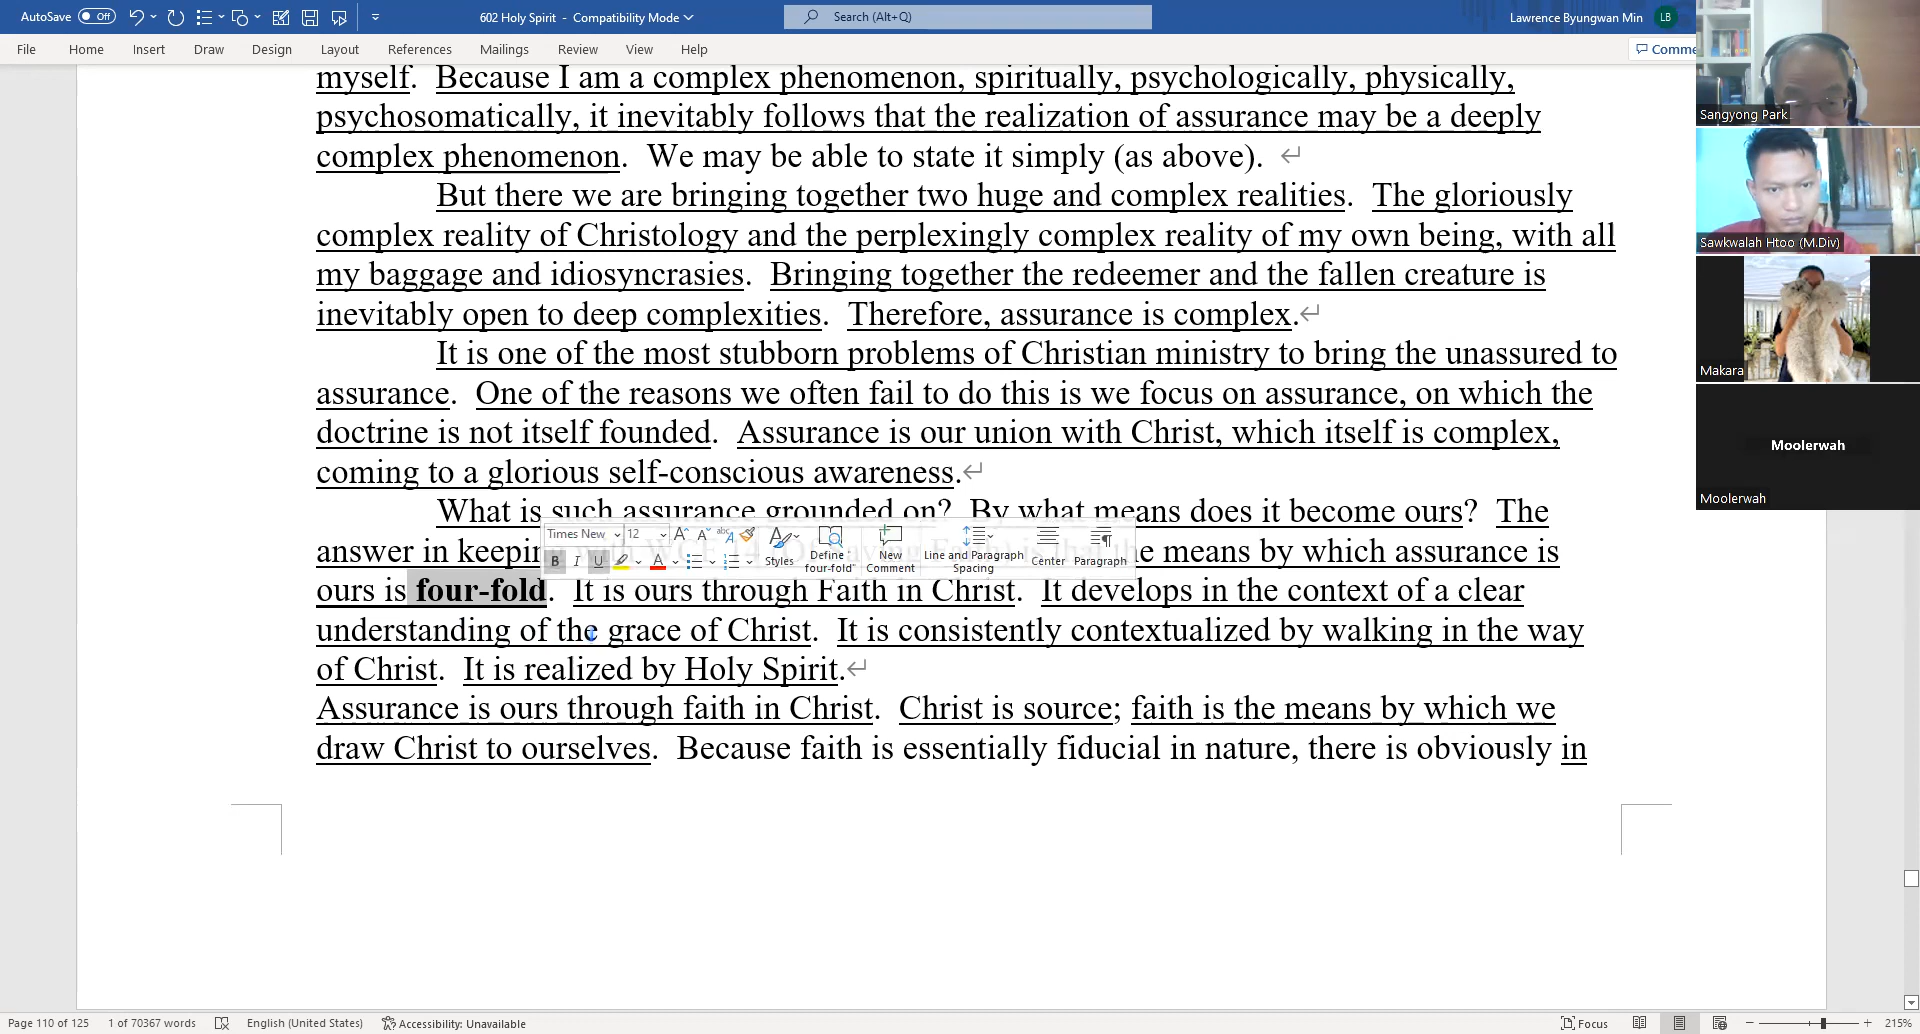 AutoSave Off
602 Holy Spirit - Compatibility Mode
Search (Alt+Q)
Lawrence Byungwan Min LB
File Home Insert Draw Design Layout References Mailings Review View Help
myself. Because I am a complex phenomenon, spiritually, psychologically, physically,
psychosomatically, it inevitably follows that the realization of assurance may be a deeply
complex phenomenon. We may be able to state it simply (as above).
But there we are bringing together two huge and complex realities. The gloriously
complex reality of Christology and the perplexingly complex reality of my own being, with all
my baggage and idiosyncrasies. Bringing together the redeemer and the fallen creature is
inevitably open to deep complexities. Therefore, assurance is complex.
It is one of the most stubborn problems of Christian ministry to bring the unassured to
assurance. One of the reasons we often fail to do this is we focus on assurance, on which the
doctrine is not itself founded. Assurance is our union with Christ, which itself is complex,
coming to a glorious self-conscious awareness.
What is such assurance grounded on? By what means does it become ours? The
answer in keepin the means by which assurance is
ours is four-fold. It is ours through Faith in Christ. It develops in the context of a clear
understanding of the grace of Christ. It is consistently contextualized by walking in the way
of Christ. It is realized by Holy Spirit.
Assurance is ours through faith in Christ. Christ is source; faith is the means by which we
draw Christ to ourselves. Because faith is essentially fiducial in nature, there is obviously in
Times New 12
B I U
Styles
Define four-fold"
New Comment
Line and Paragraph Spacing
Center
Paragraph
Sangyong Park
Sawkwalah Htoo (M.Div)
Makara
Moolerwah
Moolerwah
Page 110 of 125 1 of 70367 words English (United States) Accessibility: Unavailable Focus 215%